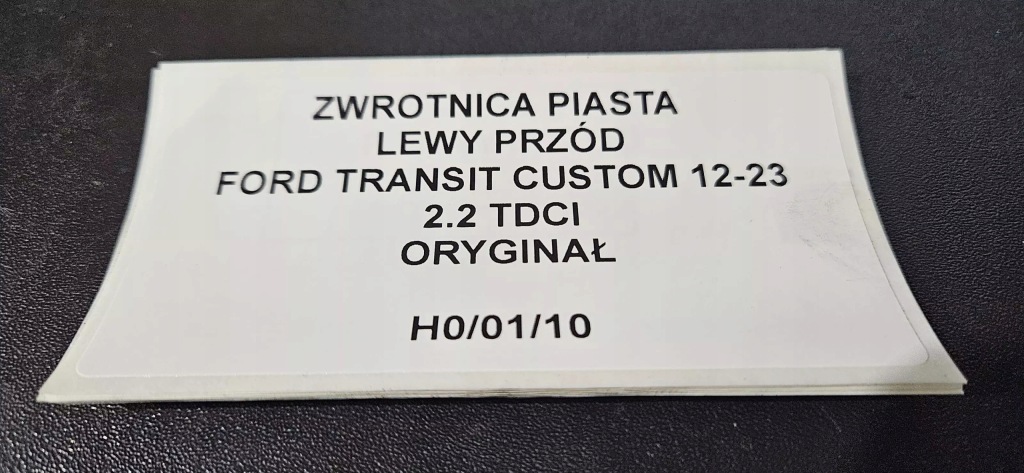 ZWROTNICA PIASTA
LEWY PRZÓD
FORD TRANSIT CUSTOM 12-23
2.2 TDCI
ORYGINAŁ
H0/01/10